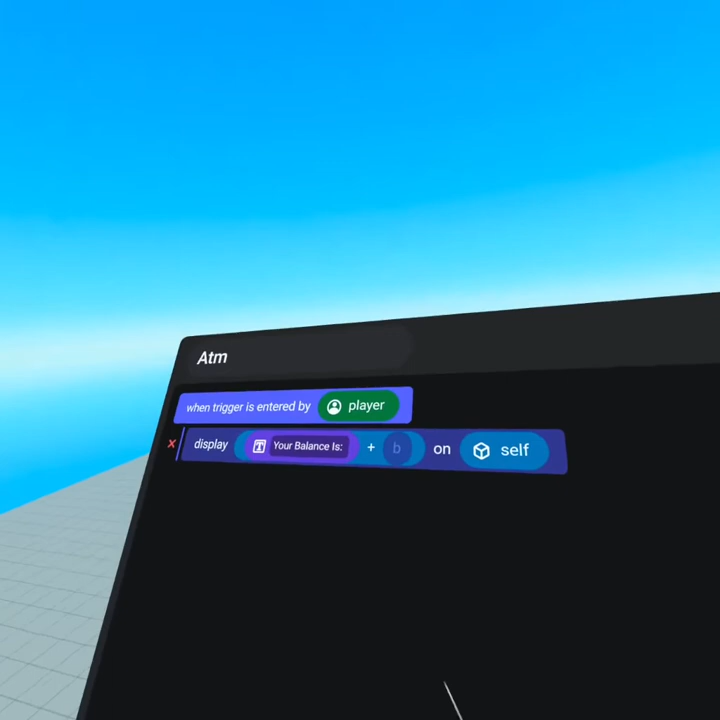 Atm
when trigger is entered by player
x display Your Balance Is: + b on self